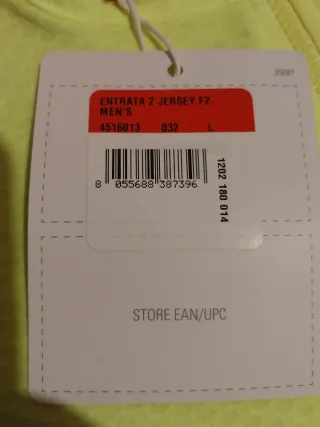 ENTRATA 2 JERSEY FZ
MEN'S
4516013 032 L
8 055688 387396
1202 180 014
STORE EAN/UPC